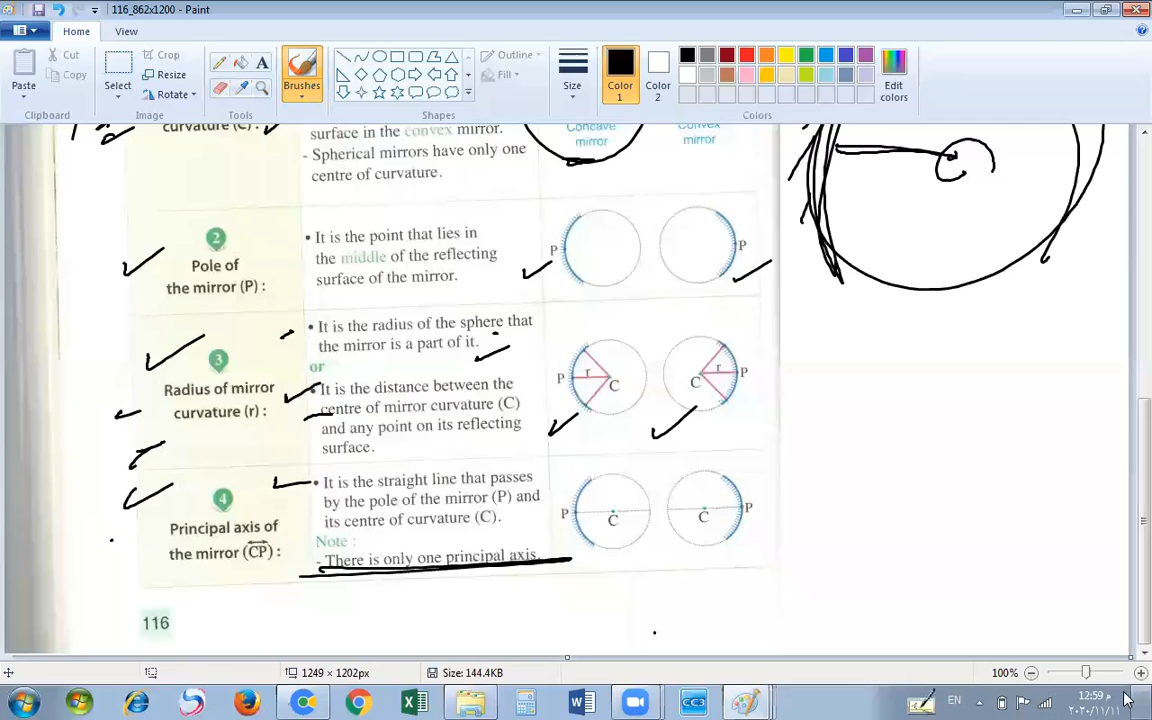 116_862x1200 - Paint
Home
View
Paste
Cut
Copy
Clipboard
Select
Crop
Resize
Rotate
Image
A
Tools
Brushes
Shapes
Outline
Fill
Size
Color 1
Color 2
Edit colors
Colors
curvature (C) :
surface in the convex mirror.
- Spherical mirrors have only one
centre of curvature.
Concave
mirror
Convex
mirror
2
Pole of
the mirror (P) :
• It is the point that lies in
the middle of the reflecting
surface of the mirror.
P
P
3
Radius of mirror
curvature (r) :
• It is the radius of the sphere that
the mirror is a part of it.
or
• It is the distance between the
centre of mirror curvature (C)
and any point on its reflecting
surface.
P r C
C r P
4
Principal axis of
the mirror (CP) :
• It is the straight line that passes
by the pole of the mirror (P) and
its centre of curvature (C).
Note :
- There is only one principal axis.
P C
C P
116
1249 × 1202px
Size: 144.4KB
100%
CC3
EN
12:59 م
٢٠٢٠/١١/١١